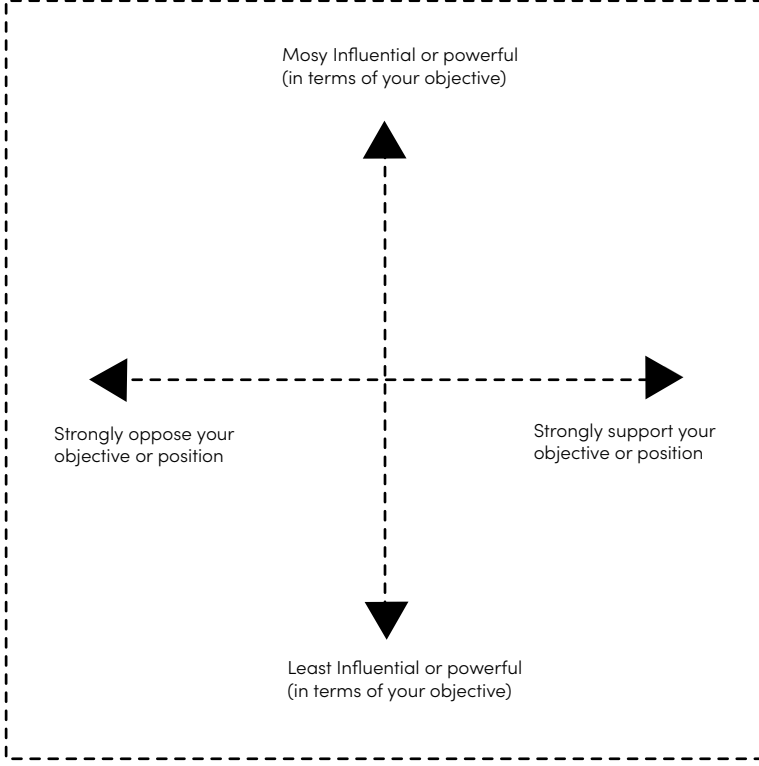 Mosy Influential or powerful
(in terms of your objective)
Strongly oppose your
objective or position
Strongly support your
objective or position
Least Influential or powerful
(in terms of your objective)